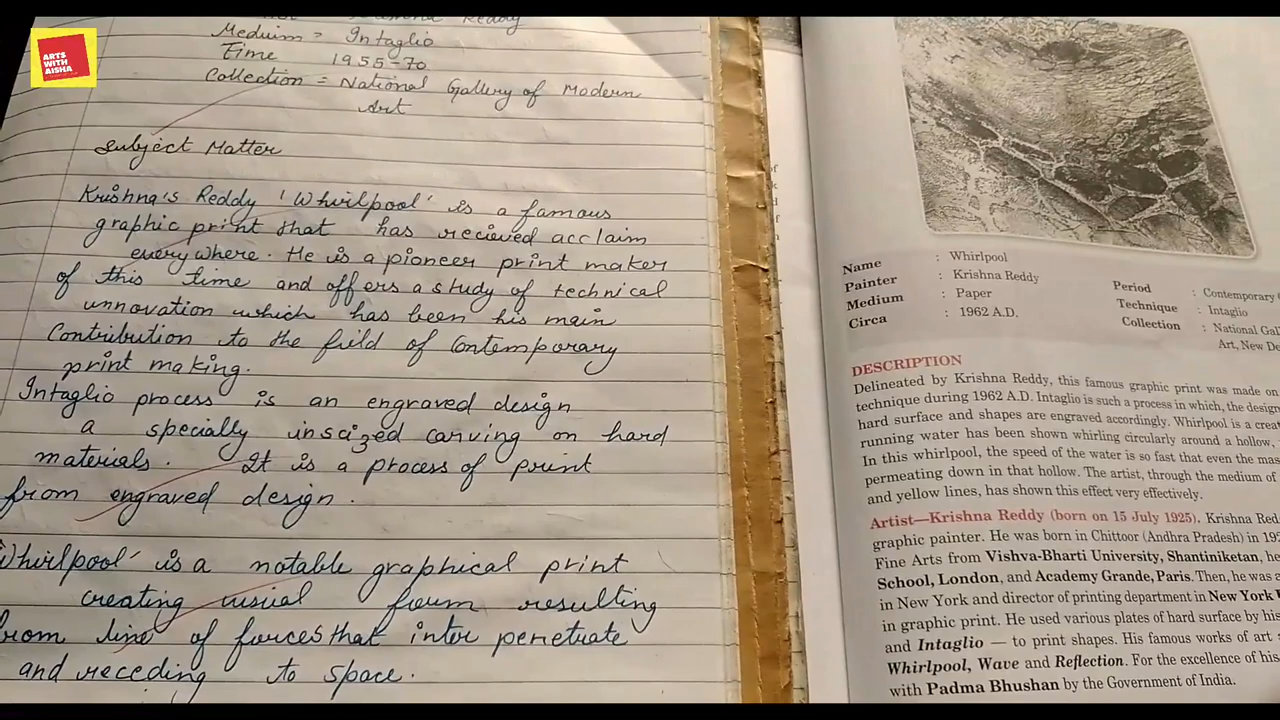 ARTS
WITH
AISHA
Reddy
Meduim = Intaglio
Time 1955-70
Collection = National Gallery of Modern
Art
Subject Matter
Krishna's Reddy 'Whirlpool' is a famous
graphic print that has recieved acclaim
everywhere. He is a pioneer print maker
of this time and offers a study of technical
unnovation which has been his main
Contribution to the field of Contemporary
print making.
Intaglio process is an engraved design
a specially inscized carving on hard
materials. It is a process of print
from engraved design.
Whirlpool' is a notable graphical print
creating visual form resulting
from line of forces that inter penetrate
and receding to space.
Name : Whirlpool
Painter : Krishna Reddy
Medium : Paper
Circa : 1962 A.D.
Period : Contemporary
Technique : Intaglio
Collection : National Gal
Art, New De
DESCRIPTION
Delineated by Krishna Reddy, this famous graphic print was made on
technique during 1962 A.D. Intaglio is such a process in which, the design
hard surface and shapes are engraved accordingly. Whirlpool is a creat
running water has been shown whirling circularly around a hollow,
In this whirlpool, the speed of the water is so fast that even the mas
permeating down in that hollow. The artist, through the medium of
and yellow lines, has shown this effect very effectively.
Artist—Krishna Reddy (born on 15 July 1925). Krishna Red
graphic painter. He was born in Chittoor (Andhra Pradesh) in 192
Fine Arts from Vishva-Bharti University, Shantiniketan, ha
School, London, and Academy Grande, Paris. Then, he was a
in New York and director of printing department in New York
in graphic print. He used various plates of hard surface by his
and Intaglio — to print shapes. His famous works of art
Whirlpool, Wave and Reflection. For the excellence of his
with Padma Bhushan by the Government of India.